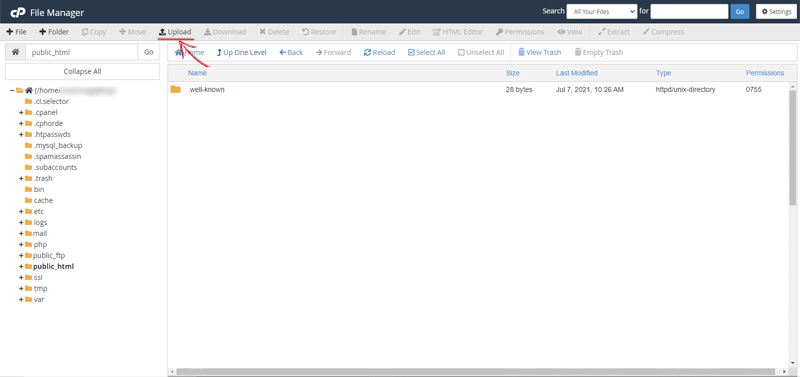 cP File Manager Search All Your Files for Go Settings
+ File + Folder Copy Move Upload Download Delete Restore Rename Edit HTML Editor Permissions View Extract Compress
public_html Go Home Up One Level Back Forward Reload Select All Unselect All View Trash Empty Trash
Collapse All
Name Size Last Modified Type Permissions
.well-known 28 bytes Jul 7, 2021, 10:26 AM httpd/unix-directory 0755
(/home/
.cl.selector
.cpanel
.cphorde
.htpasswds
.mysql_backup
.spamassassin
.subaccounts
.trash
bin
cache
etc
logs
mail
php
public_ftp
public_html
ssl
tmp
var